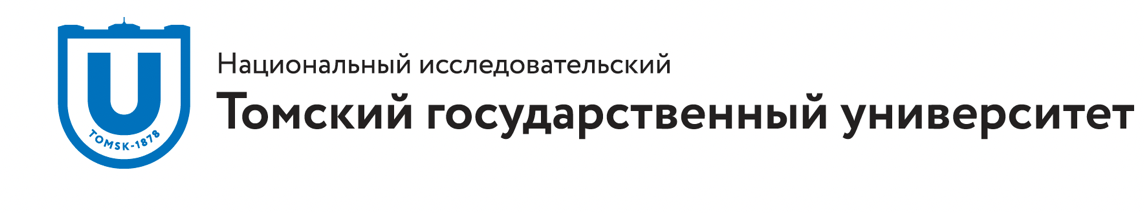 U
TOMSK-1878
Национальный исследовательский
Томский государственный университет